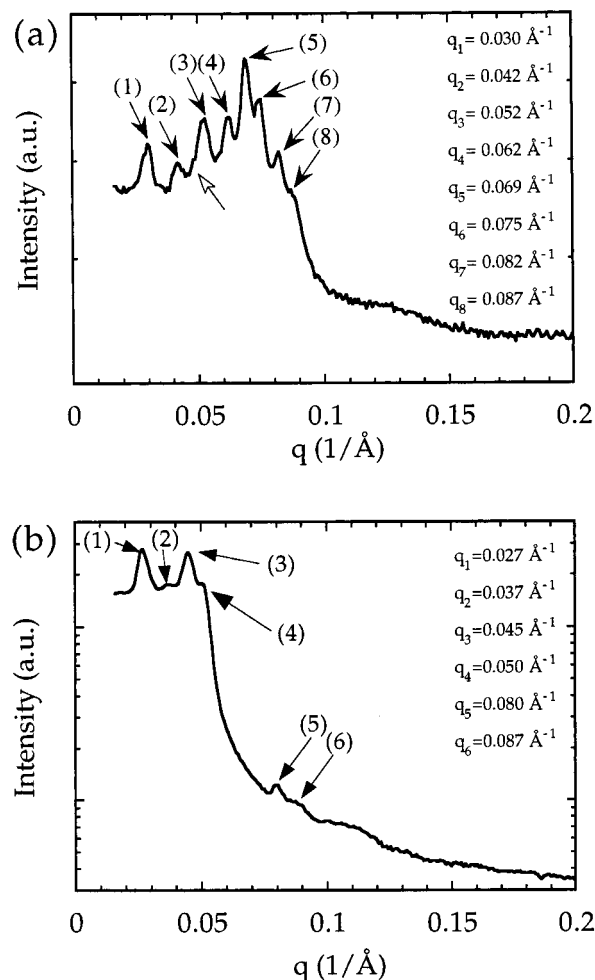 (a)
(1)
(2)
(3)(4)
(5)
(6)
(7)
(8)
q1= 0.030 Å-1
q2= 0.042 Å-1
q3= 0.052 Å-1
q4= 0.062 Å-1
q5= 0.069 Å-1
q6= 0.075 Å-1
q7= 0.082 Å-1
q8= 0.087 Å-1
Intensity (a.u.)
0 0.05 0.1 0.15 0.2
q (1/Å)
(b)
(1)
(2)
(3)
(4)
(5)
(6)
q1=0.027 Å-1
q2=0.037 Å-1
q3=0.045 Å-1
q4=0.050 Å-1
q5=0.080 Å-1
q6=0.087 Å-1
Intensity (a.u.)
0 0.05 0.1 0.15 0.2
q (1/Å)